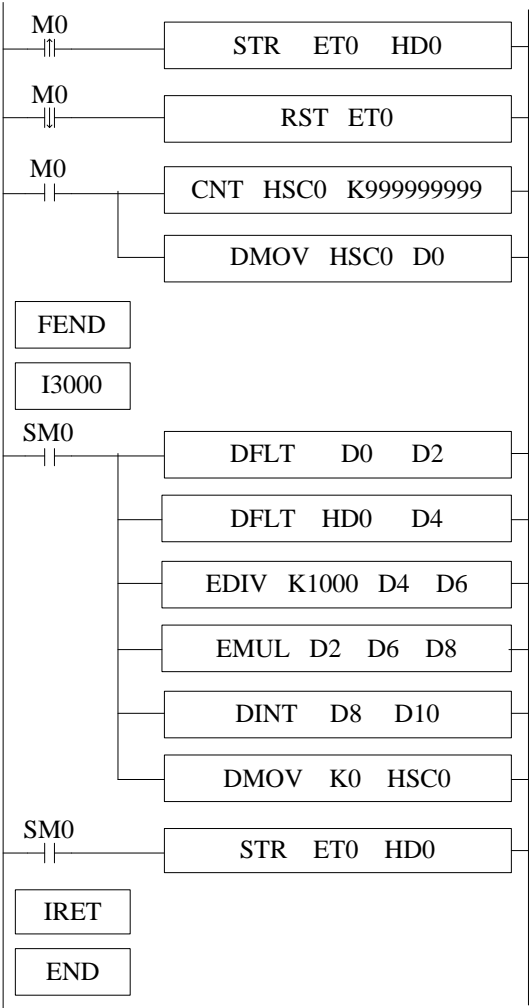 M0
STR ET0 HD0
M0
RST ET0
M0
CNT HSC0 K999999999
DMOV HSC0 D0
FEND
I3000
SM0
DFLT D0 D2
DFLT HD0 D4
EDIV K1000 D4 D6
EMUL D2 D6 D8
DINT D8 D10
DMOV K0 HSC0
SM0
STR ET0 HD0
IRET
END